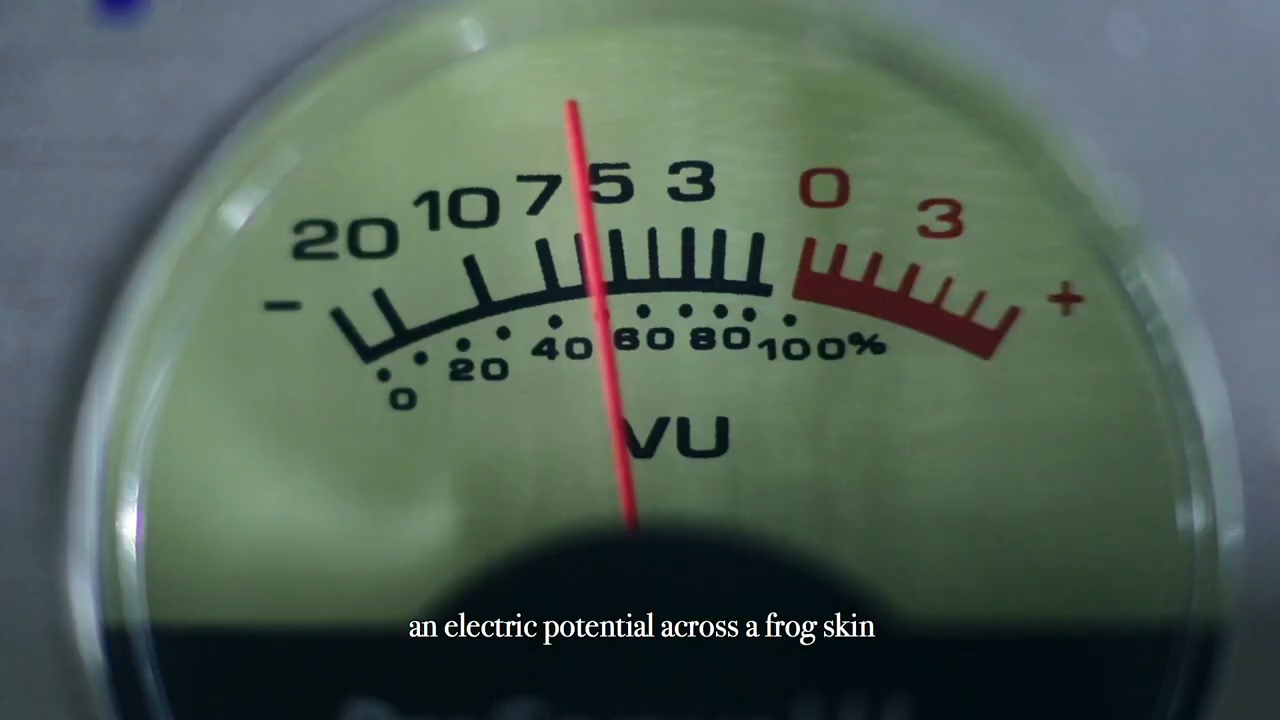 20 10 7 5 3 0 3
- +
0 20 40 60 80 100%
VU
an electric potential across a frog skin